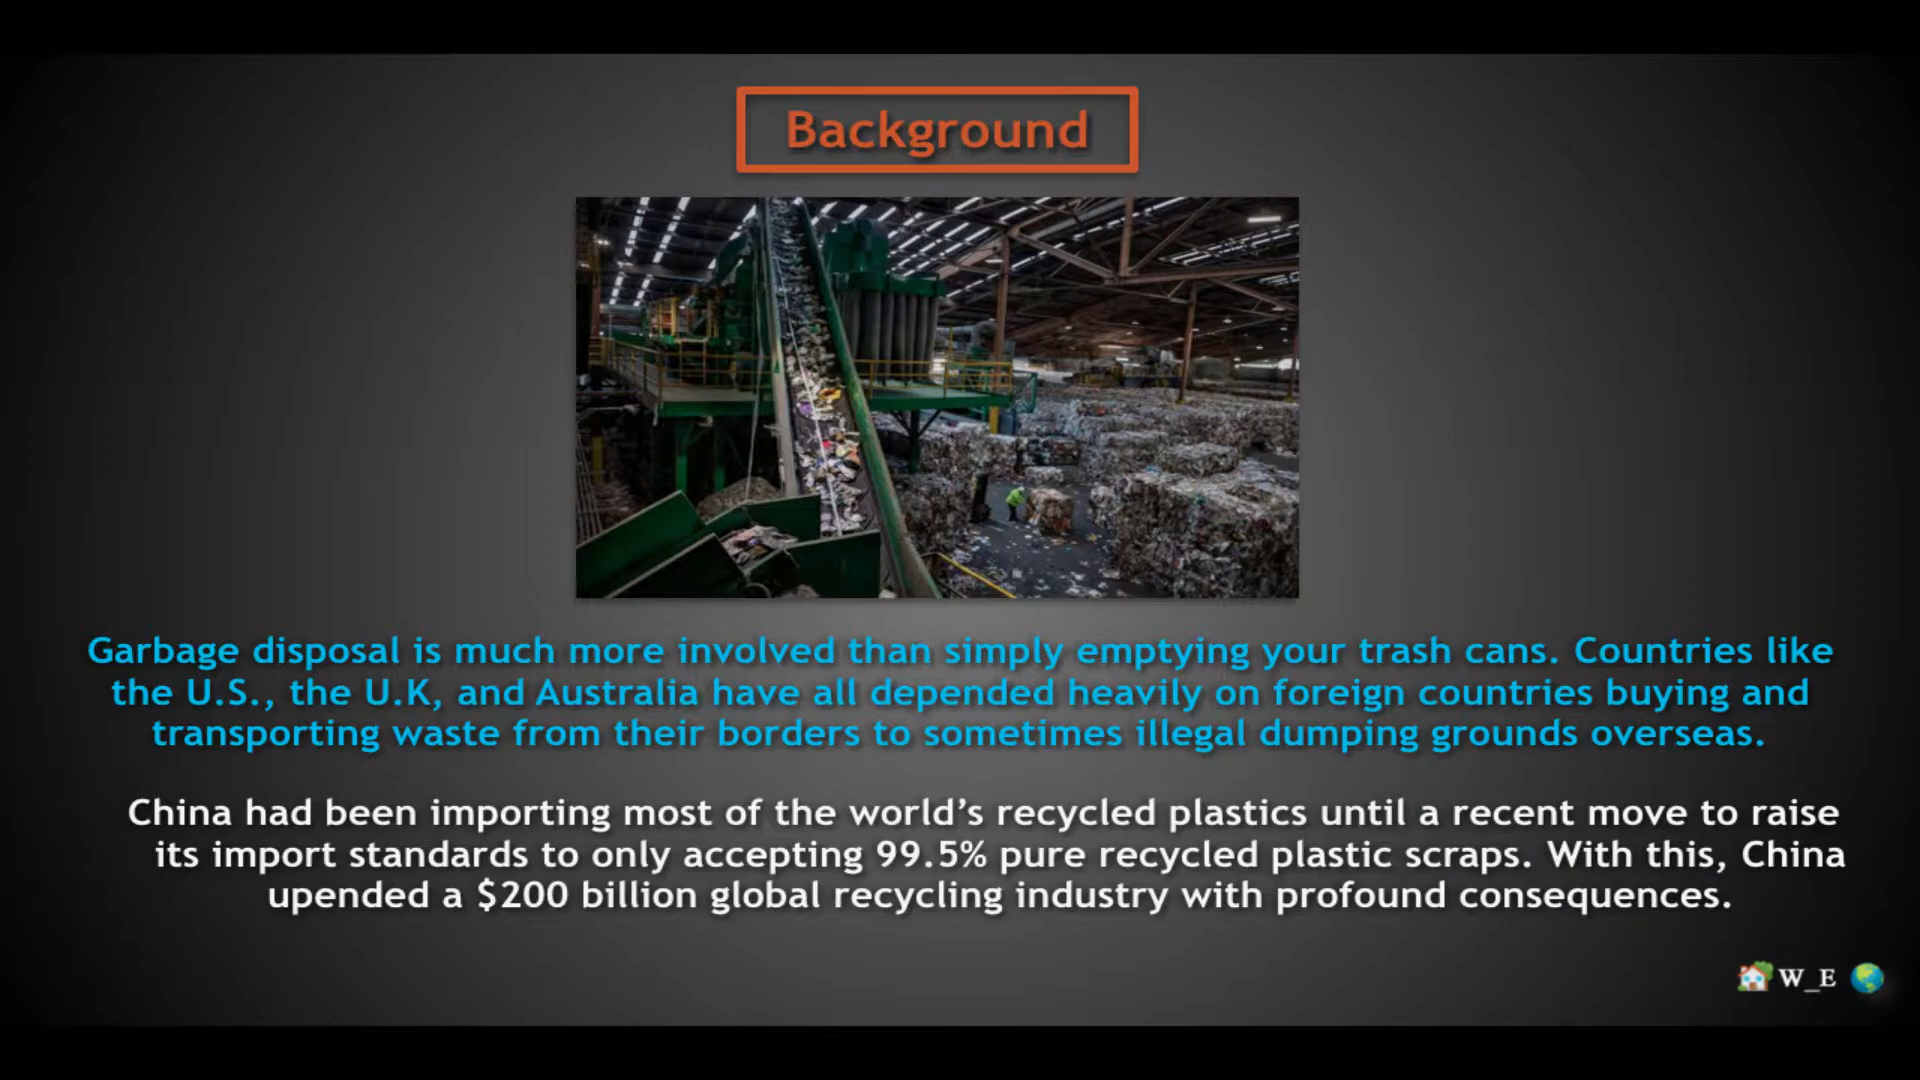 Background
Garbage disposal is much more involved than simply emptying your trash cans. Countries like
the U.S., the U.K, and Australia have all depended heavily on foreign countries buying and
transporting waste from their borders to sometimes illegal dumping grounds overseas.
China had been importing most of the world’s recycled plastics until a recent move to raise
its import standards to only accepting 99.5% pure recycled plastic scraps. With this, China
upended a $200 billion global recycling industry with profound consequences.
W_E